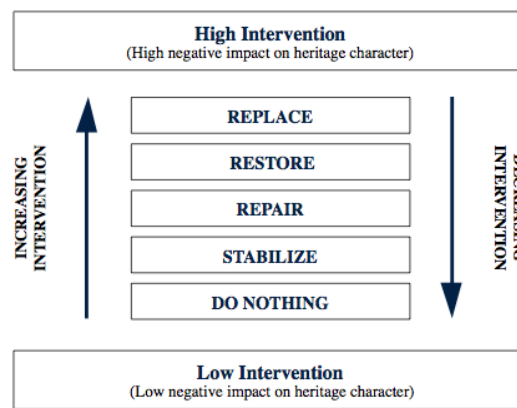 High Intervention
(High negative impact on heritage character)
INCREASING
INTERVENTION
REPLACE
RESTORE
REPAIR
STABILIZE
DO NOTHING
INTERVENTION
Low Intervention
(Low negative impact on heritage character)